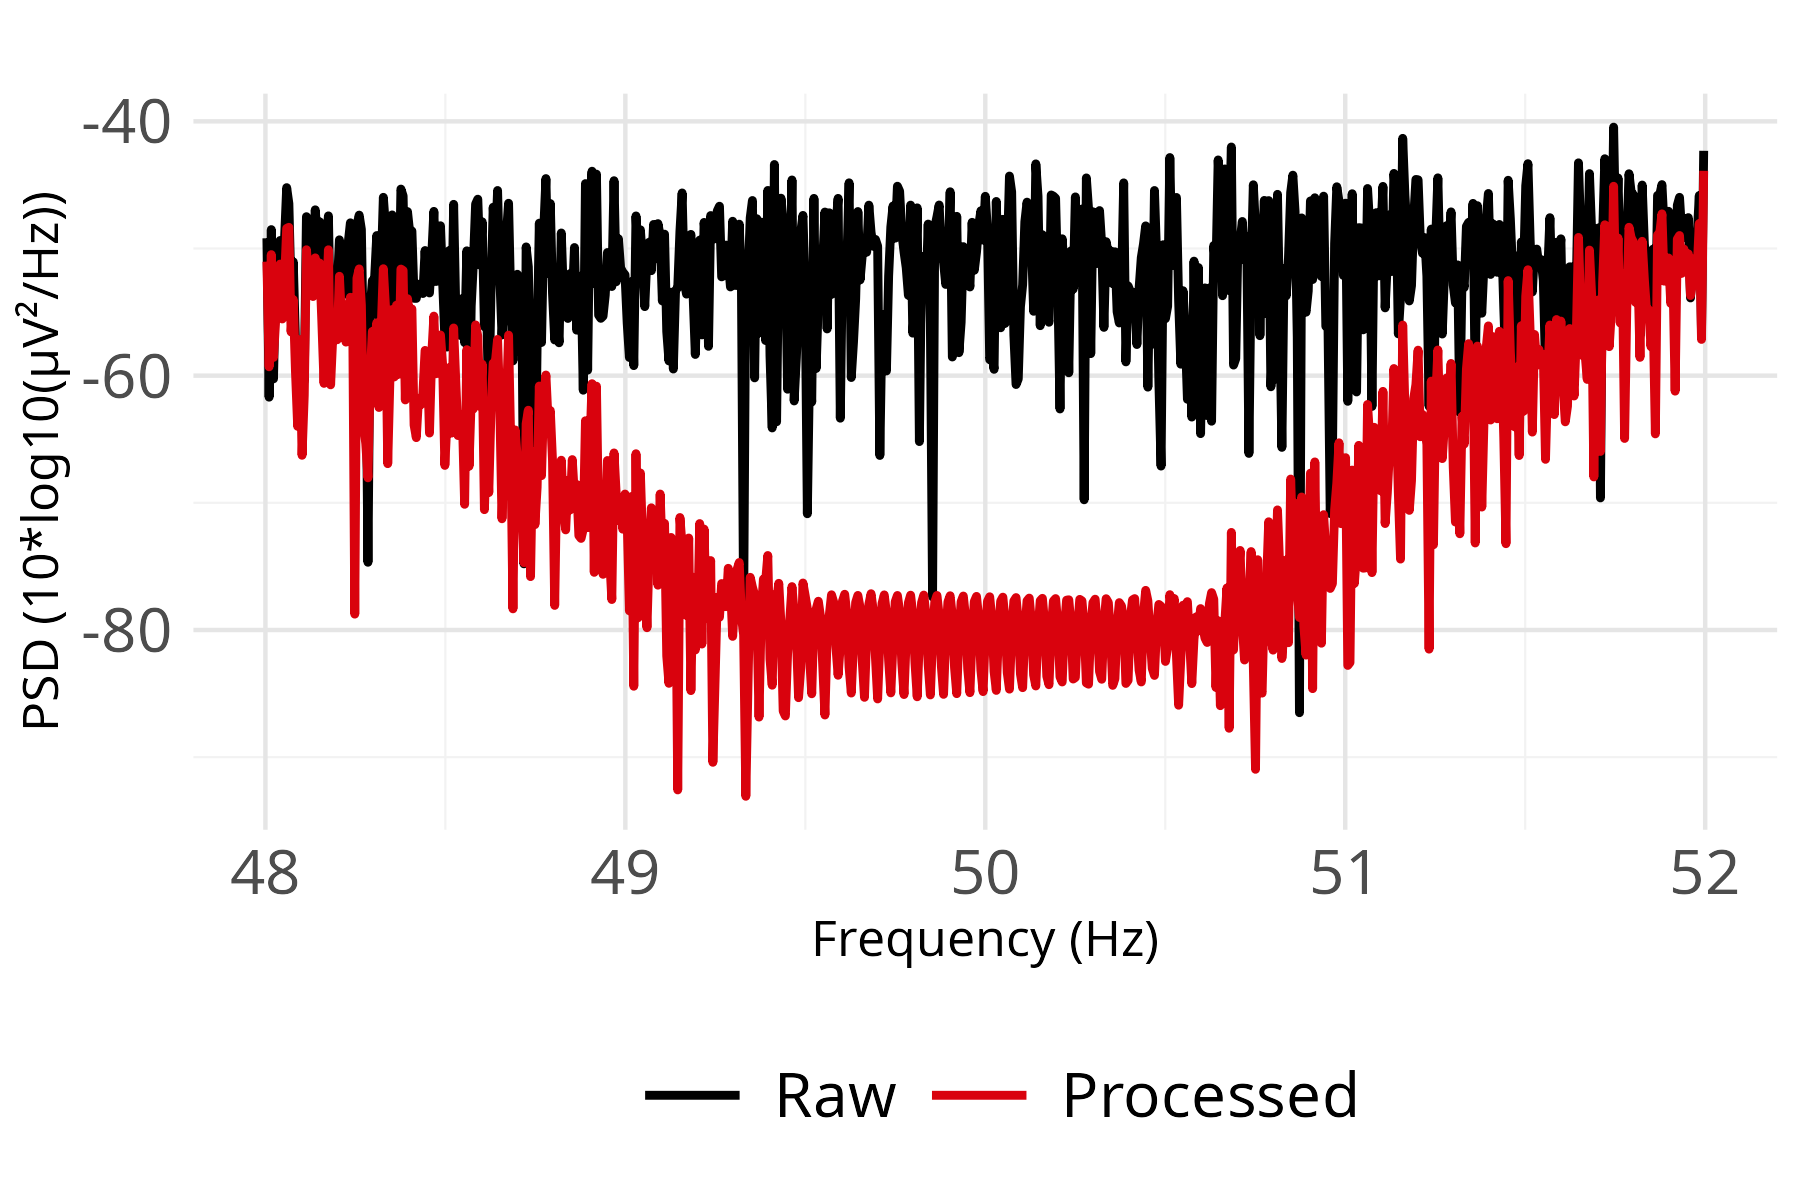 PSD (10*log10(μV²/Hz))
-40
-60
-80
48 49 50 51 52
Frequency (Hz)
Raw Processed